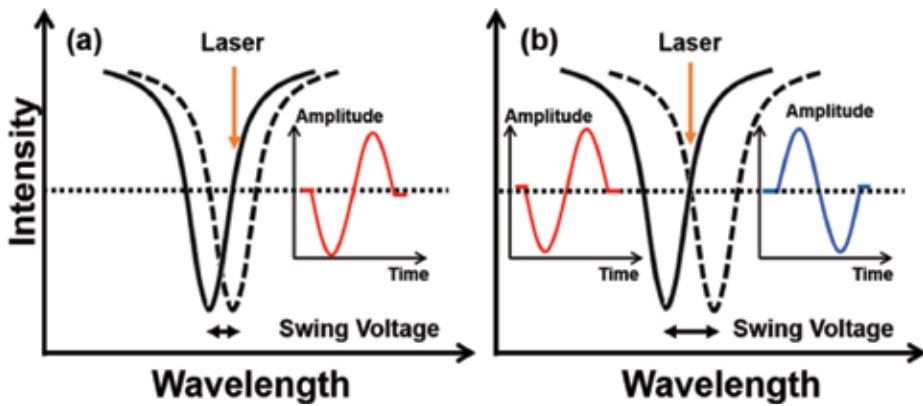 (a)
Laser
Intensity
Amplitude
Time
Swing Voltage
Wavelength
(b)
Laser
Amplitude
Time
Amplitude
Time
Swing Voltage
Wavelength